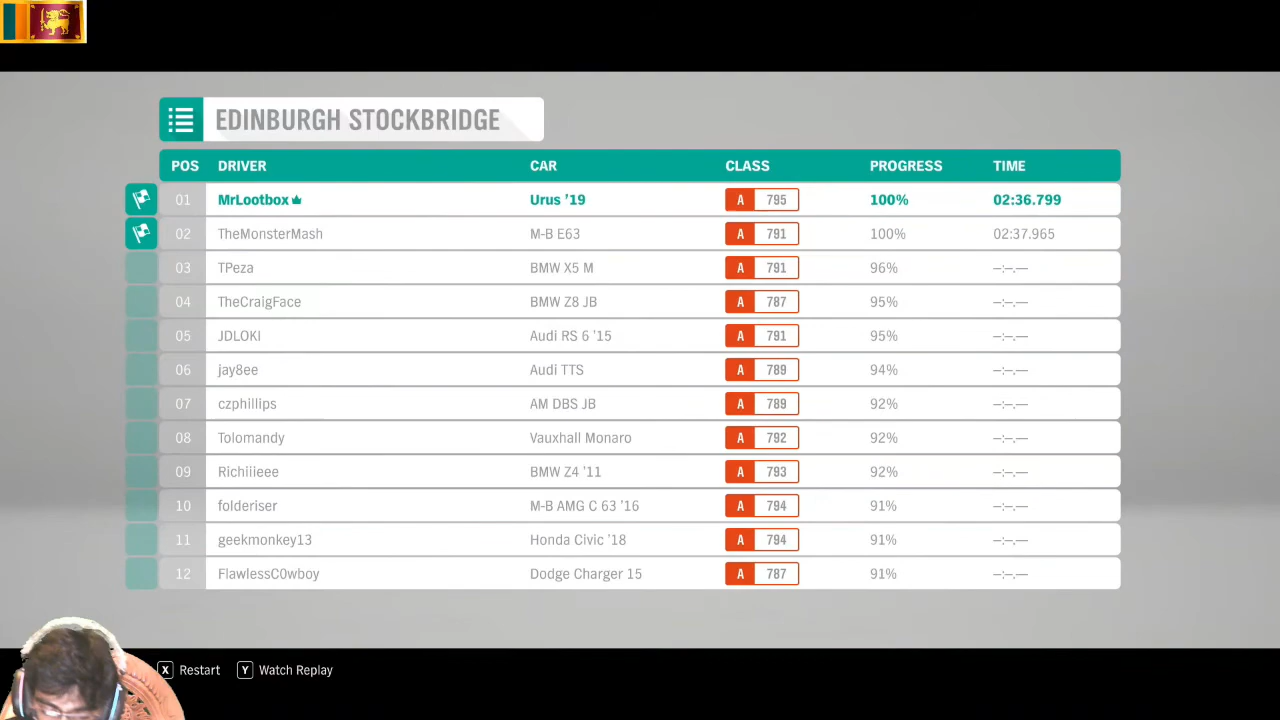 EDINBURGH STOCKBRIDGE
POS DRIVER CAR CLASS PROGRESS TIME
01 MrLootbox Urus '19 A 795 100% 02:36.799
02 TheMonsterMash M-B E63 A 791 100% 02:37.965
03 TPeza BMW X5 M A 791 96% --:--.---
04 TheCraigFace BMW Z8 JB A 787 95% --:--.---
05 JDLOKI Audi RS 6 '15 A 791 95% --:--.---
06 jay8ee Audi TTS A 789 94% --:--.---
07 czphillips AM DBS JB A 789 92% --:--.---
08 Tolomandy Vauxhall Monaro A 792 92% --:--.---
09 Richiiieee BMW Z4 '11 A 793 92% --:--.---
10 folderiser M-B AMG C 63 '16 A 794 91% --:--.---
11 geekmonkey13 Honda Civic '18 A 794 91% --:--.---
12 FlawlessC0wboy Dodge Charger 15 A 787 91% --:--.---
X Restart Y Watch Replay